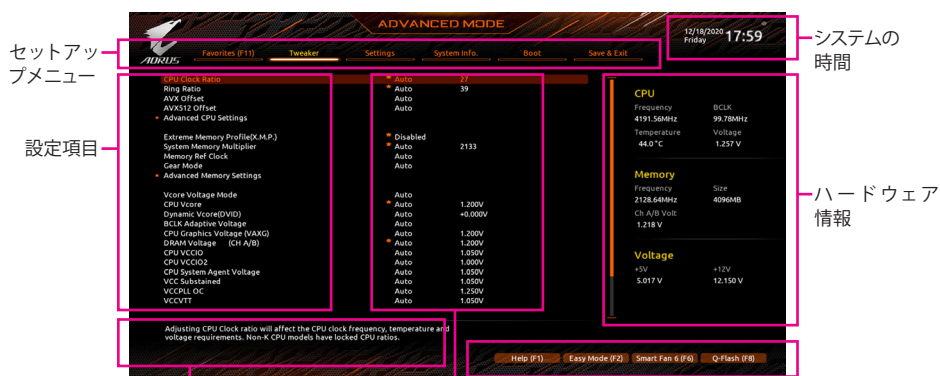 ADVANCED MODE
12/18/2020
Friday
17:59
システムの
時間
セットアッ
プメニュー
AORUS
Favorites (F11) Tweaker Settings System Info. Boot Save & Exit
設定項目
CPU Clock Ratio * Auto 27
Ring Ratio * Auto 39
AVX Offset Auto
AVX512 Offset Auto
Advanced CPU Settings
Extreme Memory Profile(X.M.P.) * Disabled
System Memory Multiplier * Auto 2133
Memory Ref Clock Auto
Gear Mode Auto
Advanced Memory Settings
Vcore Voltage Mode Auto
CPU Vcore * Auto 1.200V
Dynamic Vcore(DVID) Auto +0.000V
BCLK Adaptive Voltage Auto
CPU Graphics Voltage (VAXG) Auto 1.200V
DRAM Voltage (CH A/B) * Auto 1.200V
CPU VCCIO Auto 1.050V
CPU VCCIO2 Auto 1.000V
CPU System Agent Voltage Auto 1.050V
VCC Substained Auto 1.050V
VCCPLL OC Auto 1.250V
VCCVTT Auto 1.050V
CPU
Frequency BCLK
4191.56MHz 99.78MHz
Temperature Voltage
44.0°C 1.257 V
Memory
Frequency Size
2128.64MHz 4096MB
Ch A/B Volt
1.218 V
Voltage
+5V +12V
5.017 V 12.150 V
ハードウェア
情報
Adjusting CPU Clock ratio will affect the CPU clock frequency, temperature and
voltage requirements. Non-K CPU models have locked CPU ratios.
Help (F1) Easy Mode (F2) Smart Fan 6 (F6) Q-Flash (F8)